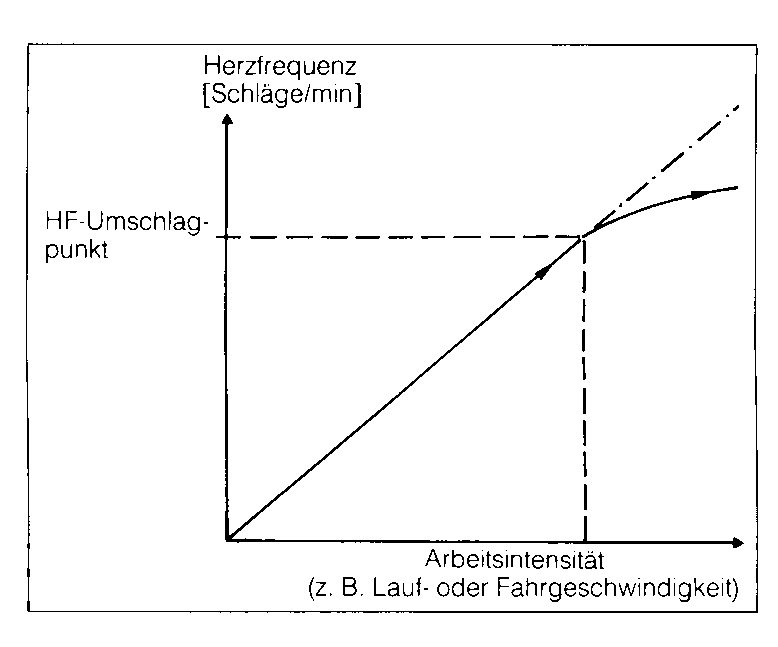 Herzfrequenz
[Schläge/min]
HF-Umschlag-
punkt
Arbeitsintensität
(z. B. Lauf- oder Fahrgeschwindigkeit)